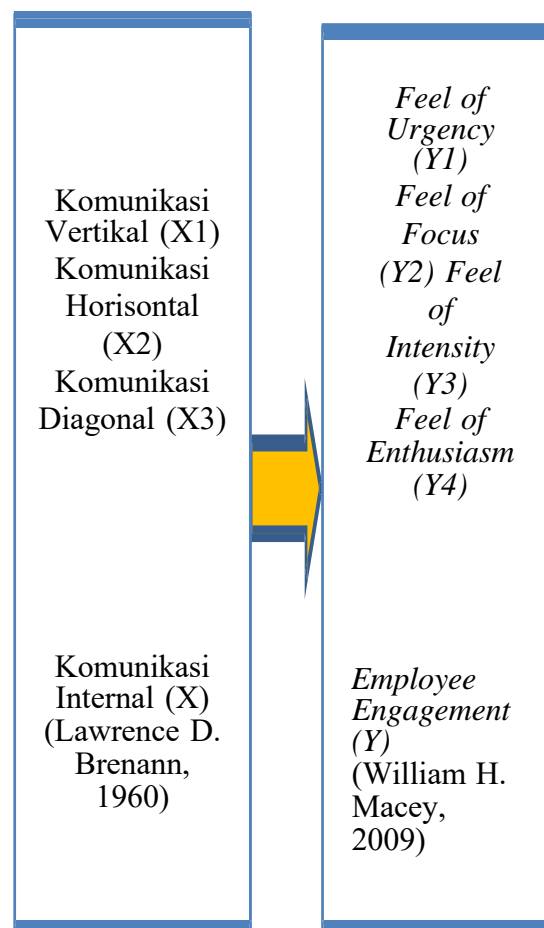 Komunikasi
Vertikal (X1)
Komunikasi
Horisontal
(X2)
Komunikasi
Diagonal (X3)
Komunikasi
Internal (X)
(Lawrence D.
Brenann,
1960)
Feel of
Urgency
(Y1)
Feel of
Focus
(Y2) Feel
of
Intensity
(Y3)
Feel of
Enthusiasm
(Y4)
Employee
Engagement
(Y)
(William H.
Macey,
2009)